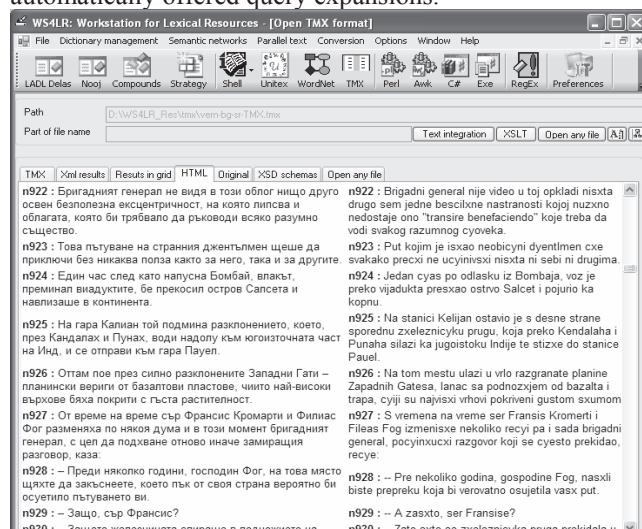 automatically offered query expansions.
WS4LR: Workstation for Lexical Resources - [Open TMX format]
File Dictionary management Semantic networks Parallel text Conversion Options Window Help
LADL Delas Nooj Compounds Strategy Shell Unitex WordNet TMX Perl Awk C# Exe RegEx Preferences
Path D:\WS4LR_Res\tmx\vern-bg-sr-TMX.tmx
Part of file name Text integration XSLT Open any file
TMX Xml results Resuts in grid HTML Original XSD schemas Open any file
n922 : Бригадният генерал не видя в този облог нищо друго
освен безполезна ексцентричност, на която липсва и
облагата, която би трябвало да ръководи всяко разумно
същество.
n922 : Brigadni general nije video u toj opkladi nisxta
drugo sem jedne bescilxne nastranosti kojoj nuzxno
nedostaje ono "transire benefaciendo" koje treba da
vodi svakog razumnog cyoveka.
n923 : Това пътуване на странния джентълмен щеше да
приключи без никаква полза както за него, така и за другите.
n923 : Put kojim je isxao neobicyni dyentlmen cxe
svakako precxi ne ucyinivsxi nisxta ni sebi ni drugima.
n924 : Един час след като напусна Бомбай, влакът,
преминал виадуктите, бе прекосил остров Салсета и
навлизаше в континента.
n924 : Jedan cyas po odlasku iz Bombaja, voz je
preko vijadukta presxao ostrvo Salcet i pojurio ka
kopnu.
n925 : На гара Капиан той подмина разклонението, което,
през Кандалах и Пунах, води надолу към югоизточната част
на Инд, и се отправи към гара Пауел.
n925 : Na stanici Kelijan ostavio je s desne strane
sporednu zxeleznicyku prugu, koja preko Kendalaha i
Punaha silazi ka jugoistoku Indije te stizxe do stanice
Pauel.
n926 : Оттам пое през силно разклонените Западни Гати –
планински вериги от базалтови пластове, чиито най-високи
върхове бяха покрити с гъста растителност.
n926 : Na tom mestu ulazi u vrlo razgranate planine
Zapadnih Gatesa, lanac sa podnozxjem od bazalta i
trapa, cyiji su najvisxi vrhovi pokriveni gustom sxumom
n927 : От време на време сър Франсис Кромарти и Филиас
Фог разменяха по някоя дума и в този момент бригадният
генерал, с цел да подхване отново иначе замиращия
разговор, каза:
n927 : S vremena na vreme ser Fransis Kromerti i
Fileas Fog izmenisxe nekoliko recyi pa i sada brigadni
general, pocyinxucxi razgovor koji se cyesto prekidao,
recye:
n928 : – Преди няколко години, господин Фог, на това място
щяхте да закъснеете, което пък от своя страна вероятно би
осуетило пътуването ви.
n928 : -- Pre nekoliko godina, gospodine Fog, nasxli
biste prepreku koja bi verovatno osujetila vasx put.
n929 : – Защо, сър Франсис?
n929 : -- A zasxto, ser Fransise?